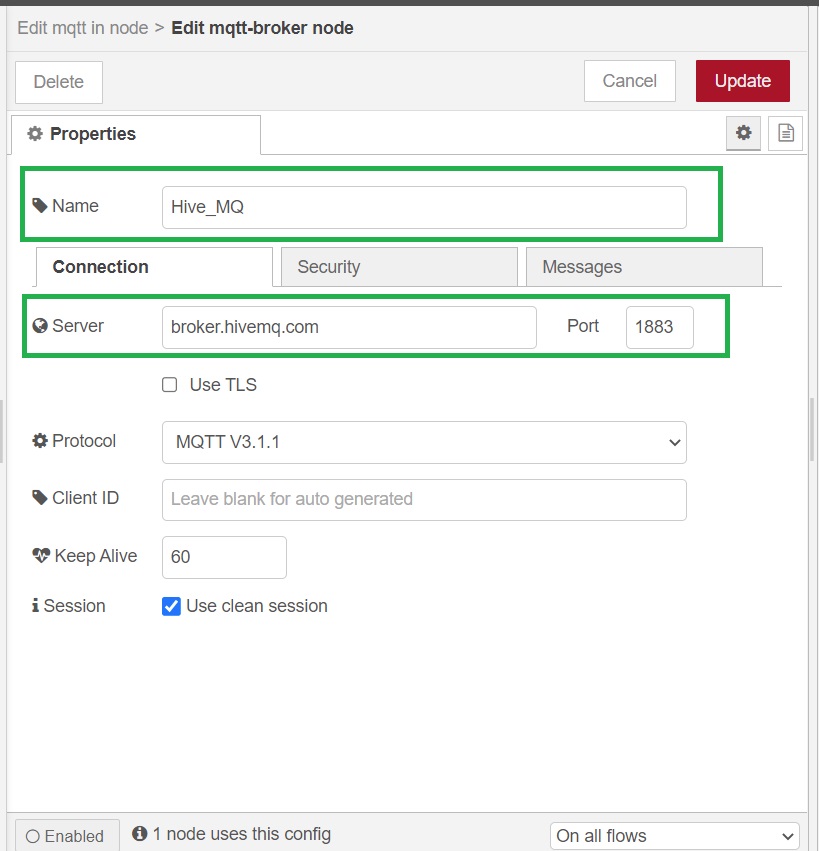 Edit mqtt in node > Edit mqtt-broker node
Delete
Cancel
Update
Properties
Name
Hive_MQ
Connection
Security
Messages
Server
broker.hivemq.com
Port
1883
Use TLS
Protocol
MQTT V3.1.1
Client ID
Leave blank for auto generated
Keep Alive
60
Session
Use clean session
Enabled
1 node uses this config
On all flows